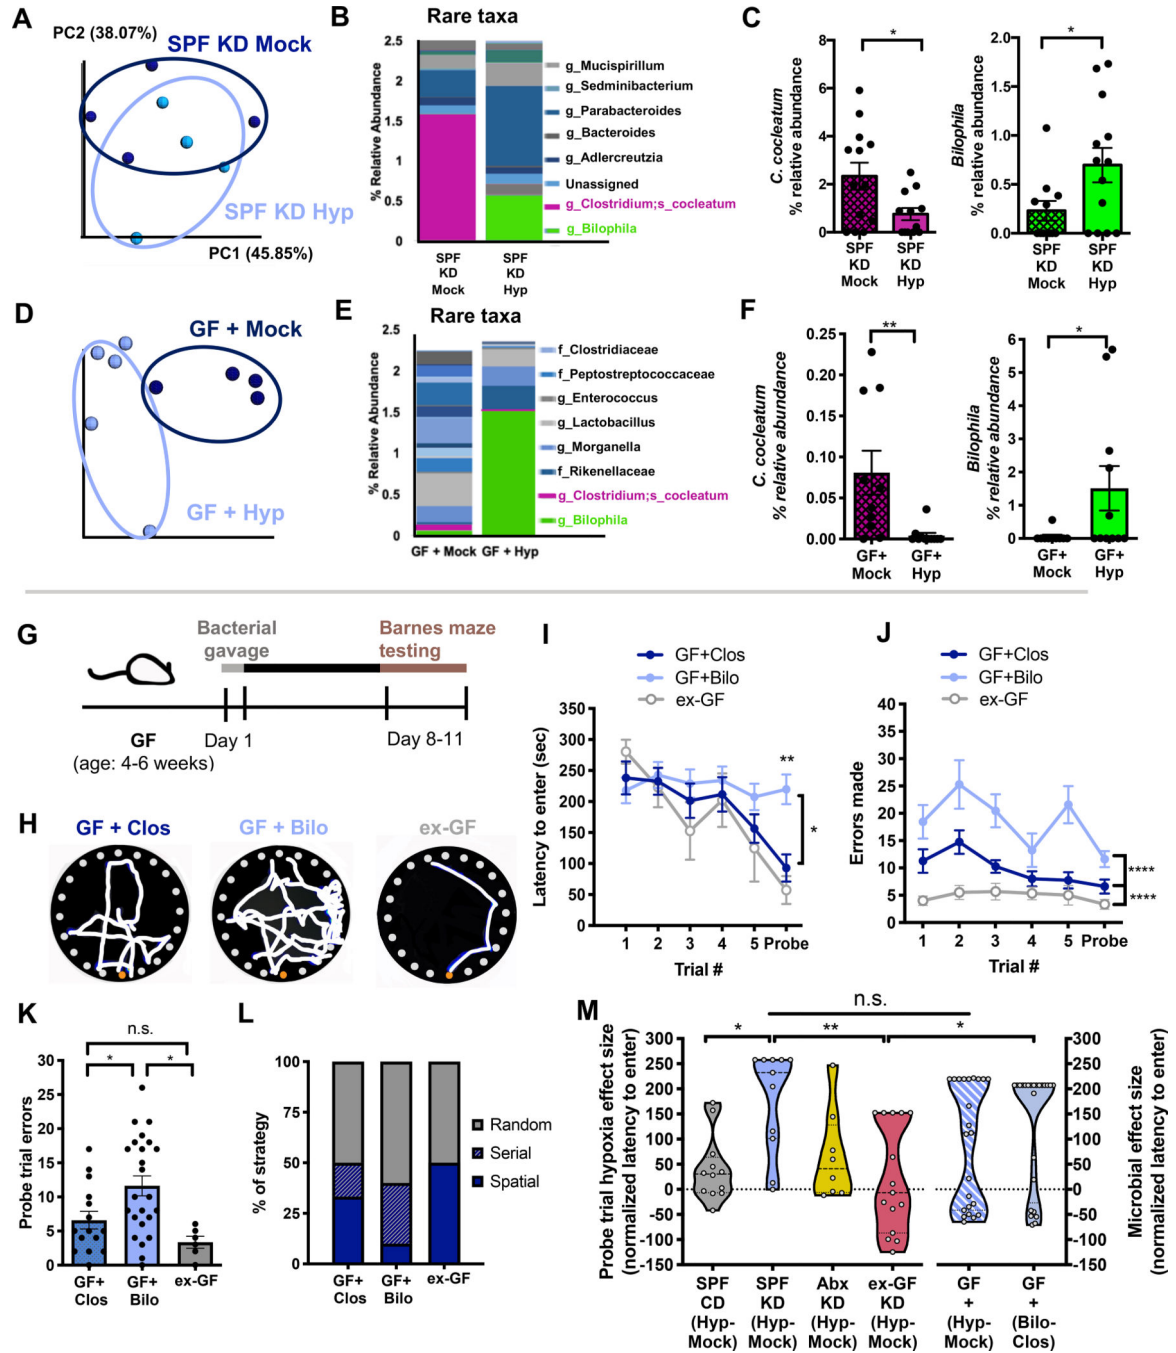 A
PC2 (38.07%)
SPF KD Mock
SPF KD Hyp
PC1 (45.85%)
B
Rare taxa
% Relative Abundance
2.5
2
1.5
1
0.5
0
g_Mucispirillum
g_Sedminibacterium
g_Parabacteroides
g_Bacteroides
g_Adlercreutzia
Unassigned
g_Clostridium;s_cocleatum
g_Bilophila
SPF KD Mock
SPF KD Hyp
C
C. cocleatum
% relative abundance
8
6
4
2
0
*
SPF KD Mock
SPF KD Hyp
Bilophila
% relative abundance
2.0
1.5
1.0
0.5
0.0
*
SPF KD Mock
SPF KD Hyp
D
GF + Mock
GF + Hyp
E
Rare taxa
% Relative Abundance
2.5
2
1.5
1
0.5
0
f_Clostridiaceae
f_Peptostreptococcaceae
g_Enterococcus
g_Lactobacillus
g_Morganella
f_Rikenellaceae
g_Clostridium;s_cocleatum
g_Bilophila
GF + Mock GF + Hyp
F
C. cocleatum
% relative abundance
0.25
0.20
0.15
0.10
0.05
0.00
**
GF+ Mock
GF+ Hyp
Bilophila
% relative abundance
6
5
4
3
2
1
0
*
GF+ Mock
GF+ Hyp
G
Bacterial gavage
Barnes maze testing
GF
(age: 4-6 weeks)
Day 1
Day 8-11
H
GF + Clos
GF + Bilo
ex-GF
I
GF+Clos
GF+Bilo
ex-GF
Latency to enter (sec)
350
300
250
200
150
100
50
0
**
*
1 2 3 4 5 Probe
Trial #
J
GF+Clos
GF+Bilo
ex-GF
Errors made
40
35
30
25
20
15
10
5
0
****
****
1 2 3 4 5 Probe
Trial #
K
n.s.
*
*
Probe trial errors
30
25
20
15
10
5
0
GF+ Clos
GF+ Bilo
ex-GF
L
% of strategy
100
75
50
25
0
Random
Serial
Spatial
GF+ Clos
GF+ Bilo
ex-GF
M
n.s.
*
**
*
Probe trial hypoxia effect size
(normalized latency to enter)
300
250
200
150
100
50
0
-50
-100
-150
300
250
200
150
100
50
0
-50
-100
-150
Microbial effect size
(normalized latency to enter)
SPF CD (Hyp-Mock)
SPF KD (Hyp-Mock)
Abx KD (Hyp-Mock)
ex-GF KD (Hyp-Mock)
GF + (Hyp-Mock)
GF + (Bilo-Clos)